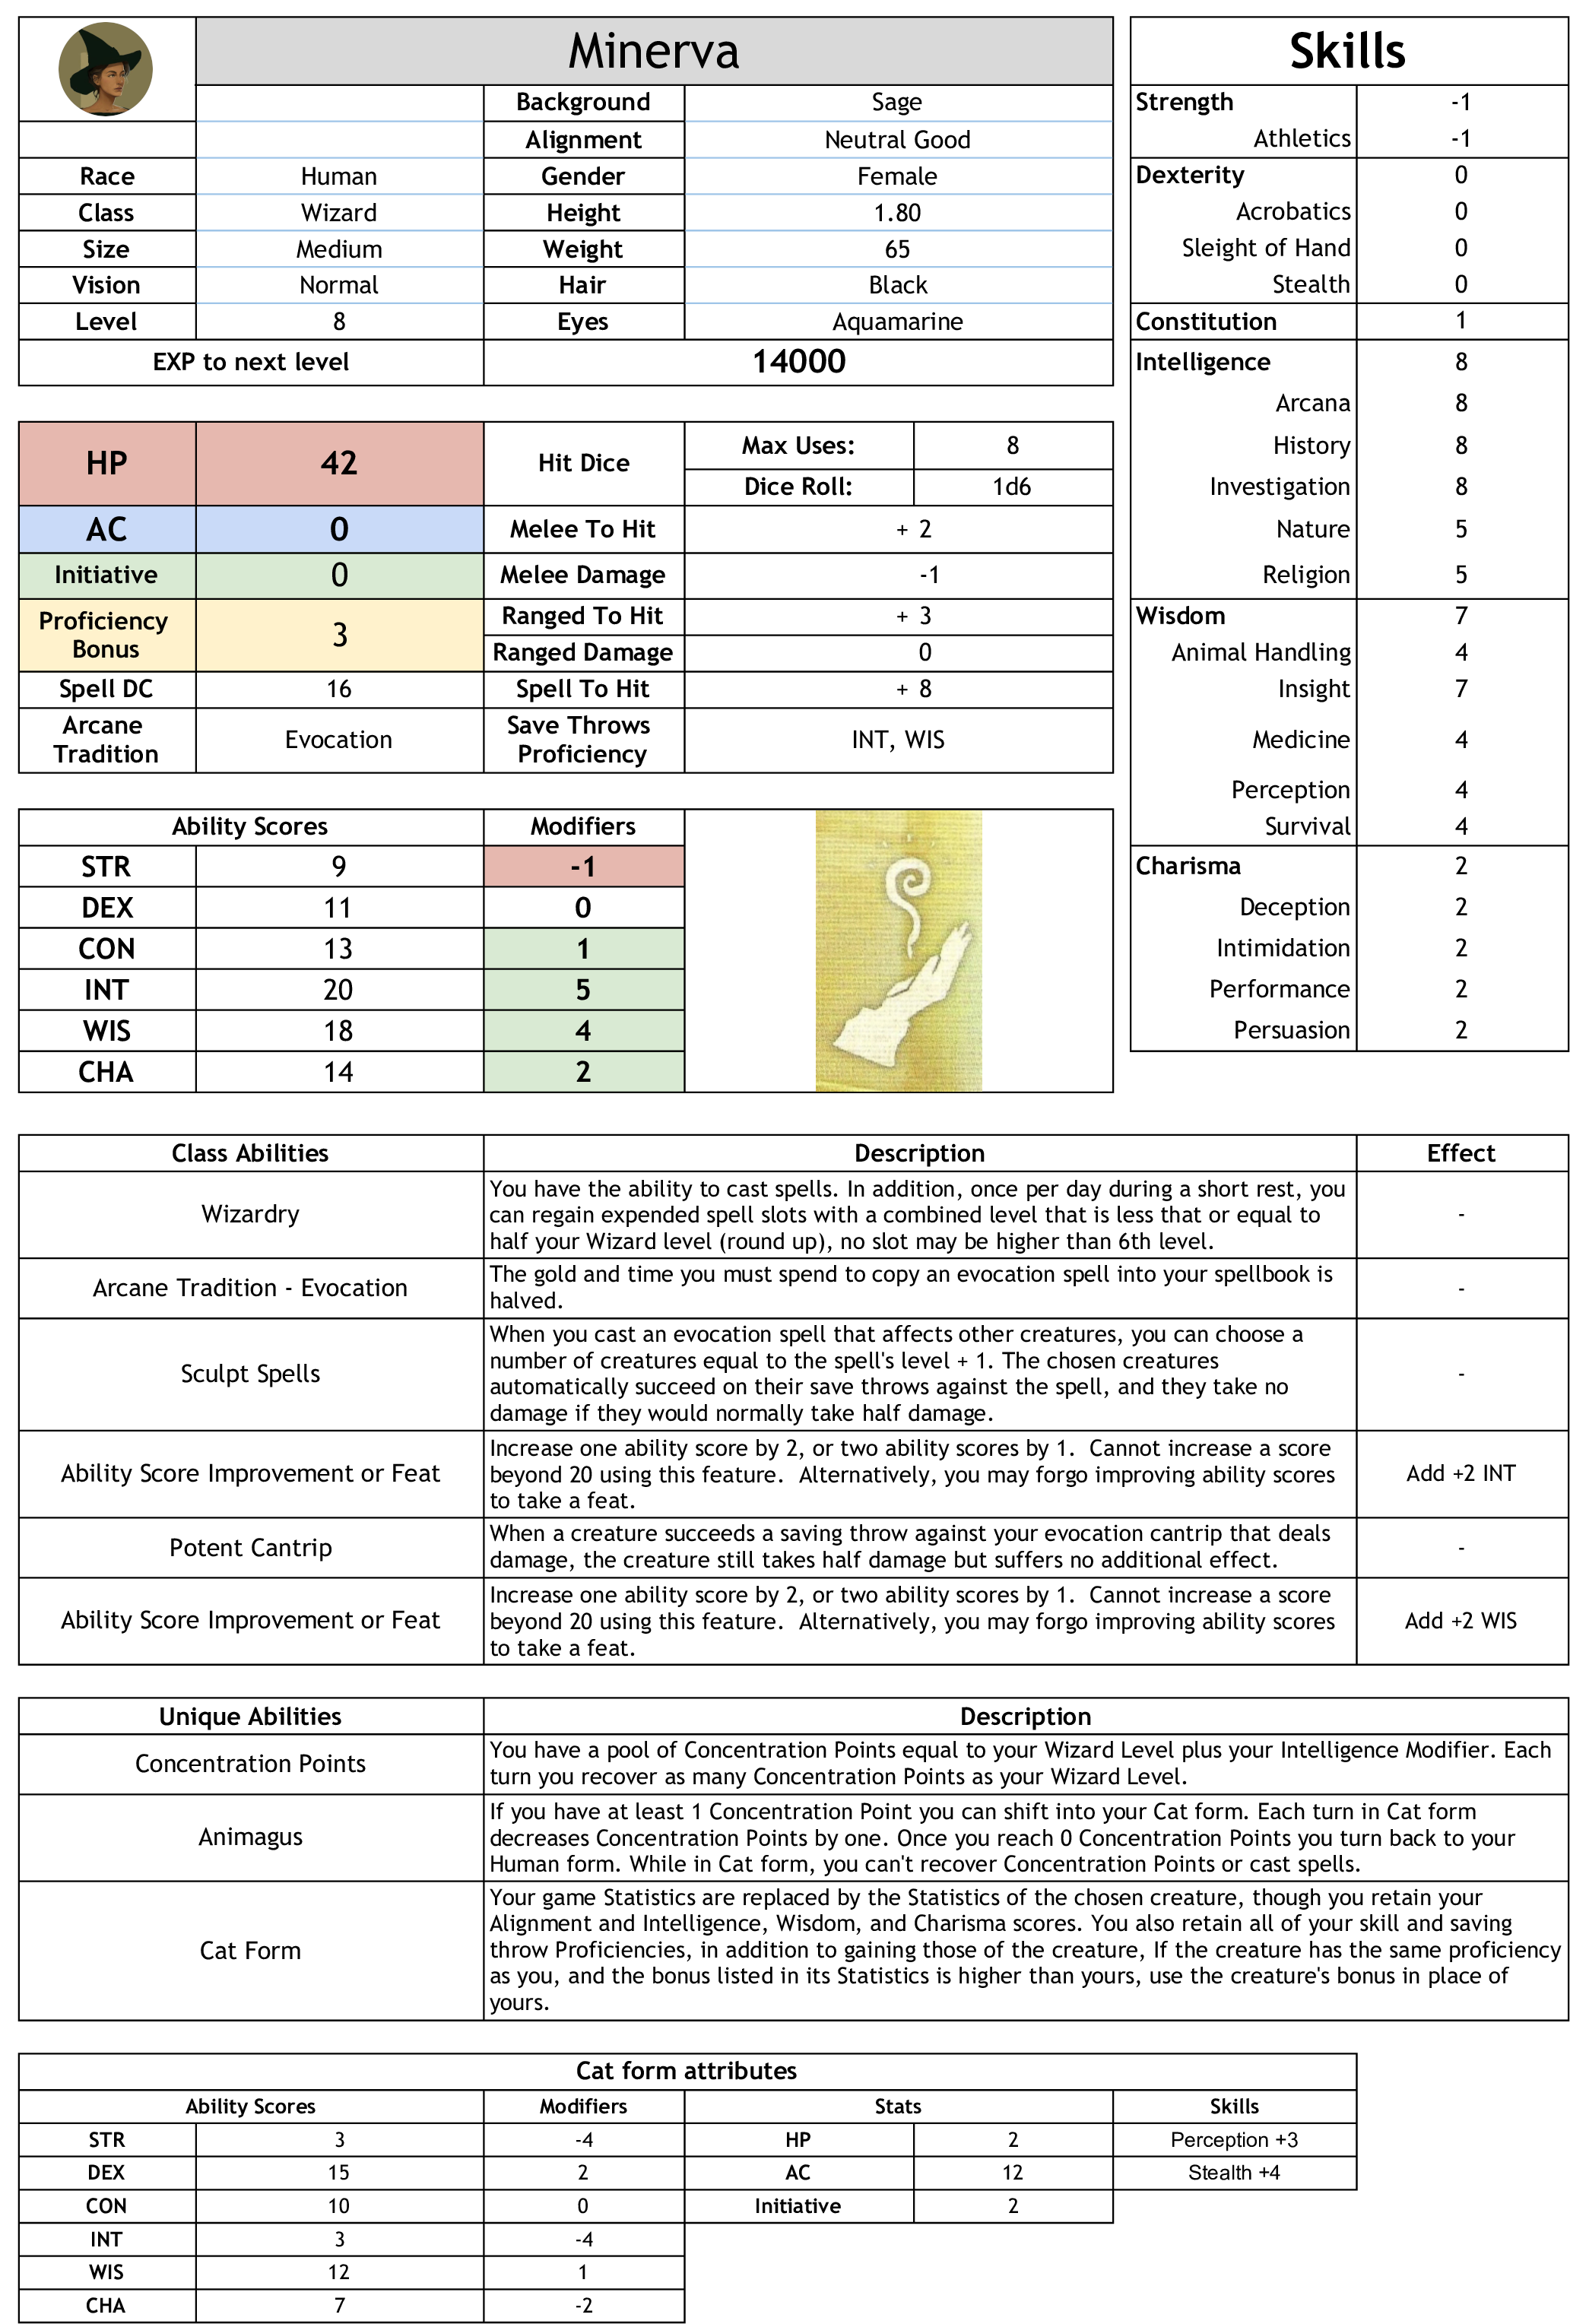 Minerva
Background Sage
Alignment Neutral Good
Race Human Gender Female
Class Wizard Height 1.80
Size Medium Weight 65
Vision Normal Hair Black
Level 8 Eyes Aquamarine
EXP to next level 14000
HP 42 Hit Dice Max Uses: 8
Dice Roll: 1d6
AC 0 Melee To Hit + 2
Initiative 0 Melee Damage -1
Proficiency
Bonus
3
Ranged To Hit + 3
Ranged Damage 0
Spell DC 16 Spell To Hit + 8
Arcane
Tradition
Evocation
Save Throws
Proficiency
INT, WIS
Ability Scores Modifiers
STR 9 -1
DEX 11 0
CON 13 1
INT 20 5
WIS 18 4
CHA 14 2
Skills
Strength -1
Athletics -1
Dexterity 0
Acrobatics 0
Sleight of Hand 0
Stealth 0
Constitution 1
Intelligence 8
Arcana 8
History 8
Investigation 8
Nature 5
Religion 5
Wisdom 7
Animal Handling 4
Insight 7
Medicine 4
Perception 4
Survival 4
Charisma 2
Deception 2
Intimidation 2
Performance 2
Persuasion 2
Class Abilities Description Effect
Wizardry
You have the ability to cast spells. In addition, once per day during a short rest, you
can regain expended spell slots with a combined level that is less that or equal to
half your Wizard level (round up), no slot may be higher than 6th level.
-
Arcane Tradition - Evocation
The gold and time you must spend to copy an evocation spell into your spellbook is
halved.
-
Sculpt Spells
When you cast an evocation spell that affects other creatures, you can choose a
number of creatures equal to the spell's level + 1. The chosen creatures
automatically succeed on their save throws against the spell, and they take no
damage if they would normally take half damage.
-
Ability Score Improvement or Feat
Increase one ability score by 2, or two ability scores by 1.  Cannot increase a score
beyond 20 using this feature.  Alternatively, you may forgo improving ability scores
to take a feat.
Add +2 INT
Potent Cantrip
When a creature succeeds a saving throw against your evocation cantrip that deals
damage, the creature still takes half damage but suffers no additional effect.
-
Ability Score Improvement or Feat
Increase one ability score by 2, or two ability scores by 1.  Cannot increase a score
beyond 20 using this feature.  Alternatively, you may forgo improving ability scores
to take a feat.
Add +2 WIS
Unique Abilities Description
Concentration Points
You have a pool of Concentration Points equal to your Wizard Level plus your Intelligence Modifier. Each
turn you recover as many Concentration Points as your Wizard Level.
Animagus
If you have at least 1 Concentration Point you can shift into your Cat form. Each turn in Cat form
decreases Concentration Points by one. Once you reach 0 Concentration Points you turn back to your
Human form. While in Cat form, you can't recover Concentration Points or cast spells.
Cat Form
Your game Statistics are replaced by the Statistics of the chosen creature, though you retain your
Alignment and Intelligence, Wisdom, and Charisma scores. You also retain all of your skill and saving
throw Proficiencies, in addition to gaining those of the creature, If the creature has the same proficiency
as you, and the bonus listed in its Statistics is higher than yours, use the creature's bonus in place of
yours.
Cat form attributes
Ability Scores Modifiers Stats Skills
STR 3 -4 HP 2 Perception +3
DEX 15 2 AC 12 Stealth +4
CON 10 0 Initiative 2
INT 3 -4
WIS 12 1
CHA 7 -2